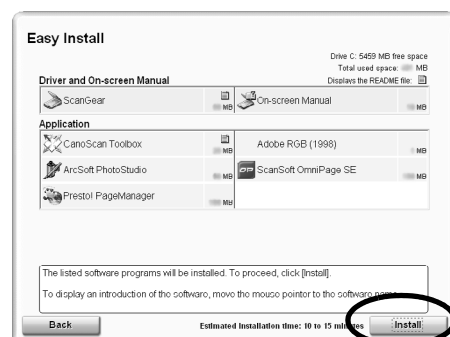 Easy Install
Drive C: 5459 MB free space
Total used space: MB
Driver and On-screen Manual
Displays the README file:
ScanGear MB
On-screen Manual MB
Application
CanoScan Toolbox MB
Adobe RGB (1998) MB
ArcSoft PhotoStudio MB
ScanSoft OmniPage SE MB
Presto! PageManager MB
The listed software programs will be installed. To proceed, click [Install].
To display an introduction of the software, move the mouse pointer to the software name.
Back
Estimated Installation time: 10 to 15 minutes
Install